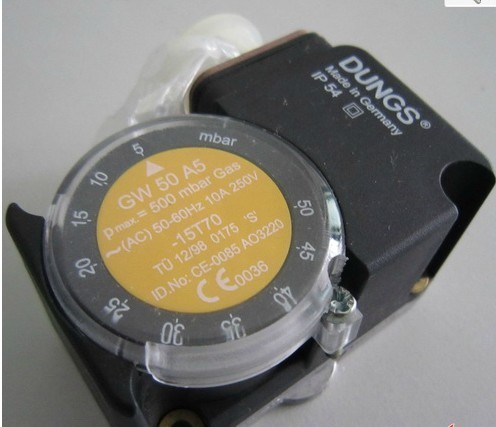 DUNGS®
Made in Germany
IP 54
mbar
5
10
15
20
25
30
35
40
45
50
GW 50 A5
Pmax. = 500 mbar Gas
~(AC) 50-60Hz 10A 250V
-15T70
TÜ 12/98 0175 'S'
ID.No: CE-0085 AO3220
CE 0036